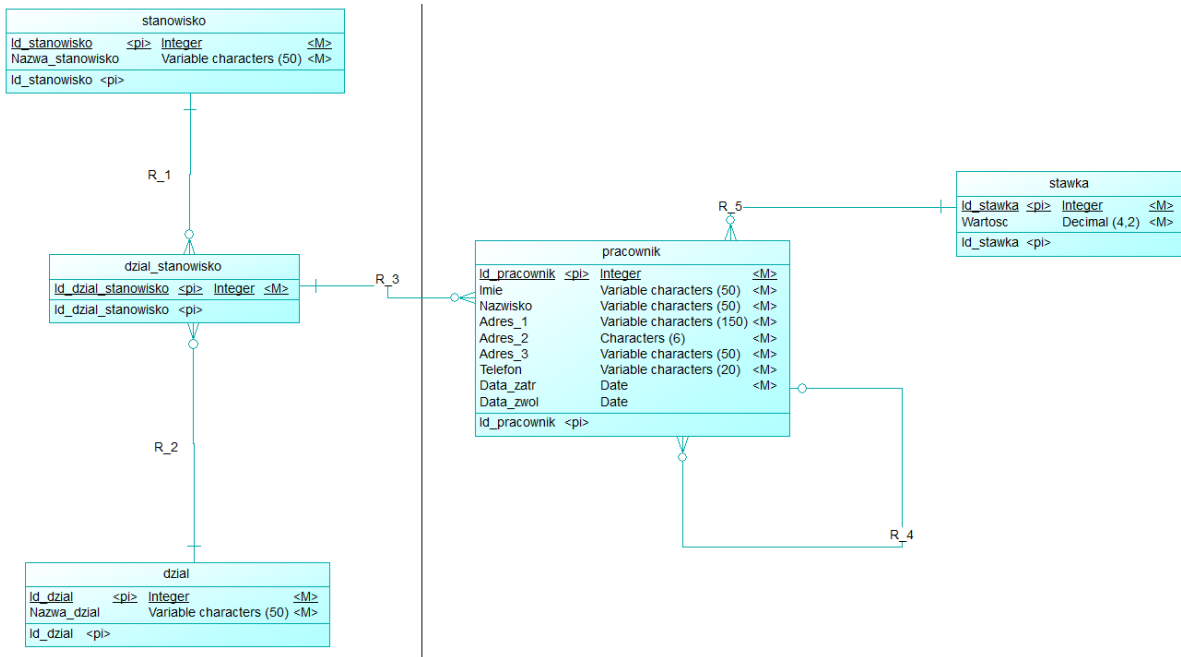 stanowisko
Id_stanowisko <pi> Integer <M>
Nazwa_stanowisko Variable characters (50) <M>
Id_stanowisko <pi>
R_1
dzial_stanowisko
Id_dzial_stanowisko <pi> Integer <M>
Id_dzial_stanowisko <pi>
R_2
dzial
Id_dzial <pi> Integer <M>
Nazwa_dzial Variable characters (50) <M>
Id_dzial <pi>
R_3
pracownik
Id_pracownik <pi> Integer <M>
Imie Variable characters (50) <M>
Nazwisko Variable characters (50) <M>
Adres_1 Variable characters (150) <M>
Adres_2 Characters (6) <M>
Adres_3 Variable characters (50) <M>
Telefon Variable characters (20) <M>
Data_zatr Date <M>
Data_zwol Date
Id_pracownik <pi>
R_4
R_5
stawka
Id_stawka <pi> Integer <M>
Wartosc Decimal (4,2) <M>
Id_stawka <pi>